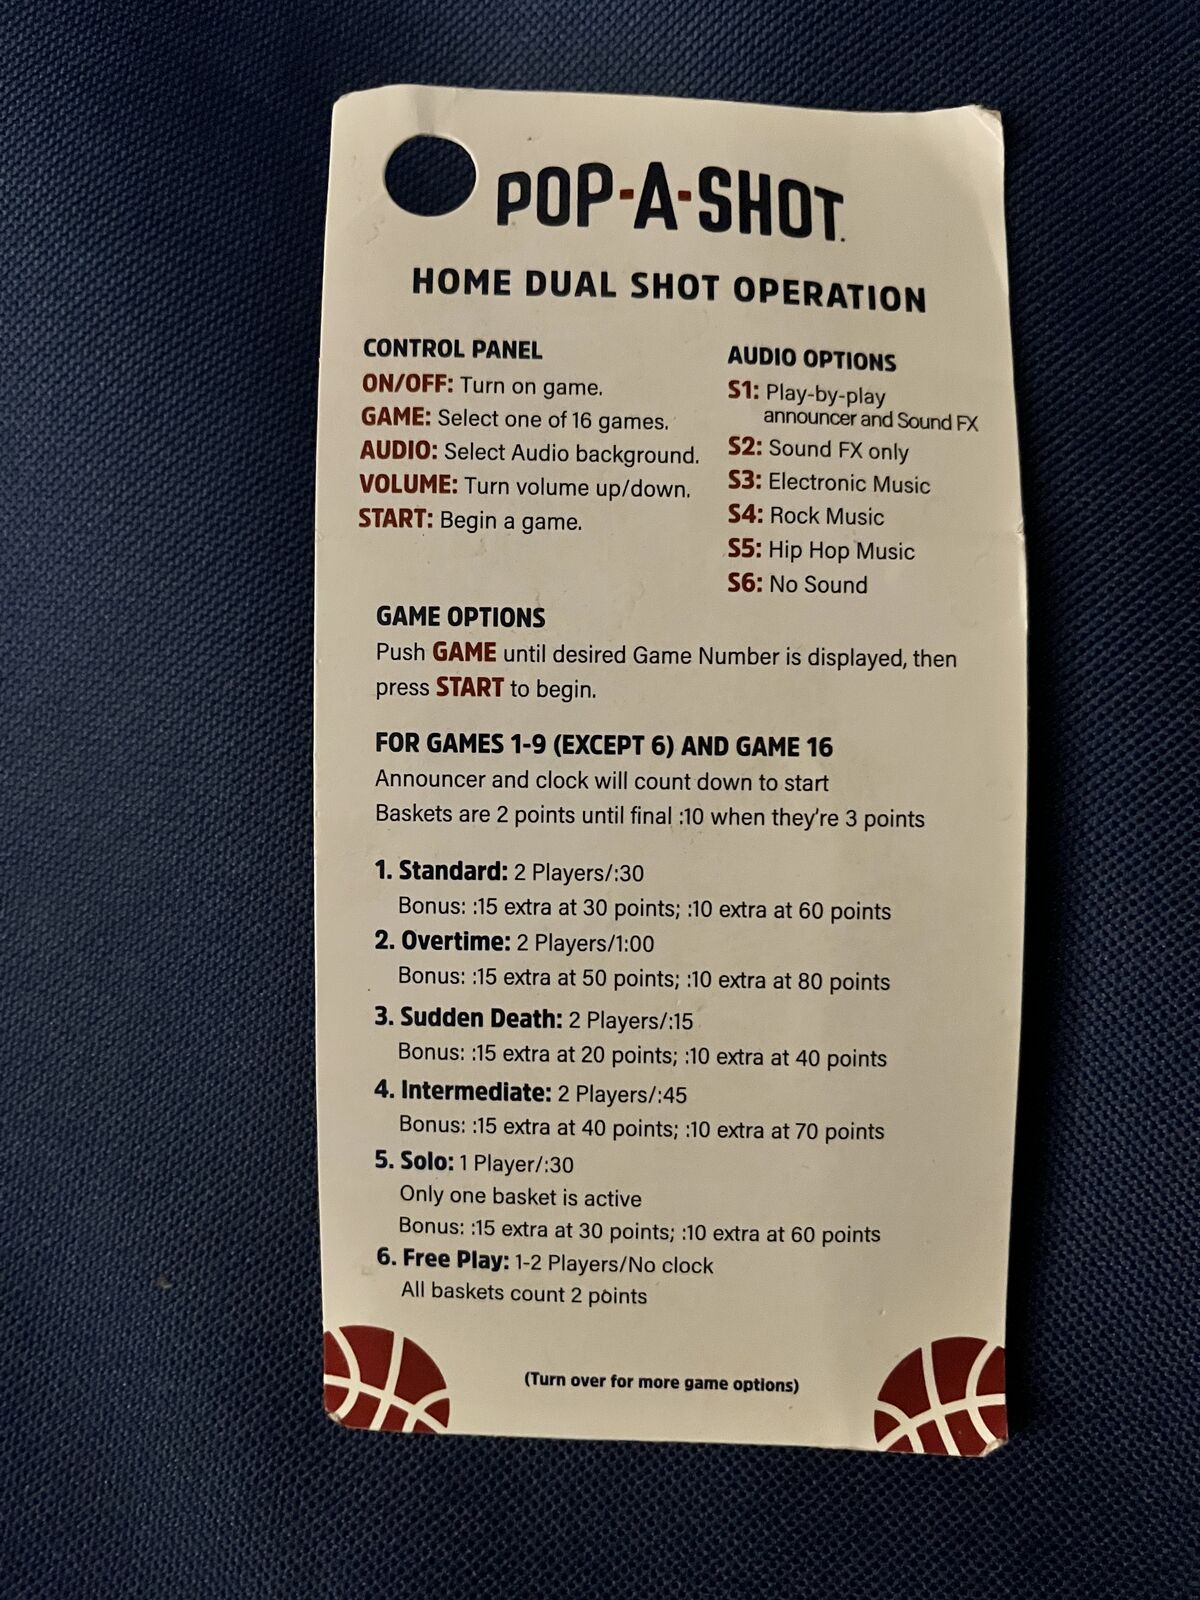 POP-A-SHOT.
HOME DUAL SHOT OPERATION
CONTROL PANEL
ON/OFF: Turn on game.
GAME: Select one of 16 games.
AUDIO: Select Audio background.
VOLUME: Turn volume up/down.
START: Begin a game.
AUDIO OPTIONS
S1: Play-by-play
announcer and Sound FX
S2: Sound FX only
S3: Electronic Music
S4: Rock Music
S5: Hip Hop Music
S6: No Sound
GAME OPTIONS
Push GAME until desired Game Number is displayed, then
press START to begin.
FOR GAMES 1-9 (EXCEPT 6) AND GAME 16
Announcer and clock will count down to start
Baskets are 2 points until final :10 when they're 3 points
1. Standard: 2 Players/:30
Bonus: :15 extra at 30 points; :10 extra at 60 points
2. Overtime: 2 Players/1:00
Bonus: :15 extra at 50 points; :10 extra at 80 points
3. Sudden Death: 2 Players/:15
Bonus: :15 extra at 20 points; :10 extra at 40 points
4. Intermediate: 2 Players/:45
Bonus: :15 extra at 40 points; :10 extra at 70 points
5. Solo: 1 Player/:30
Only one basket is active
Bonus: :15 extra at 30 points; :10 extra at 60 points
6. Free Play: 1-2 Players/No clock
All baskets count 2 points
(Turn over for more game options)